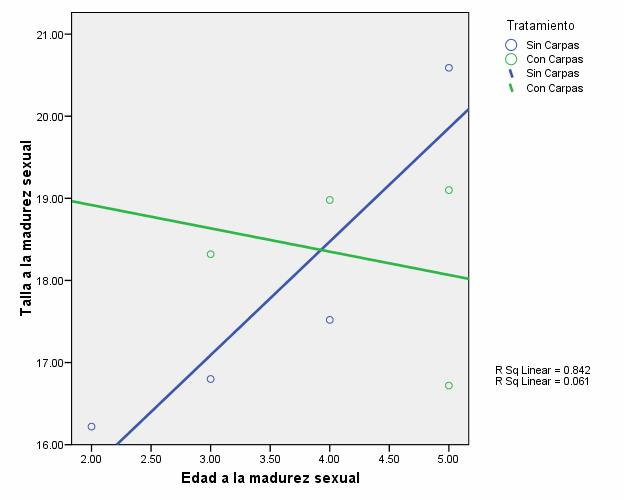 Tratamiento
Sin Carpas
Con Carpas
Sin Carpas
Con Carpas
Talla a la madurez sexual
21.00
20.00
19.00
18.00
17.00
16.00
2.00 2.50 3.00 3.50 4.00 4.50 5.00
Edad a la madurez sexual
R Sq Linear = 0.842
R Sq Linear = 0.061